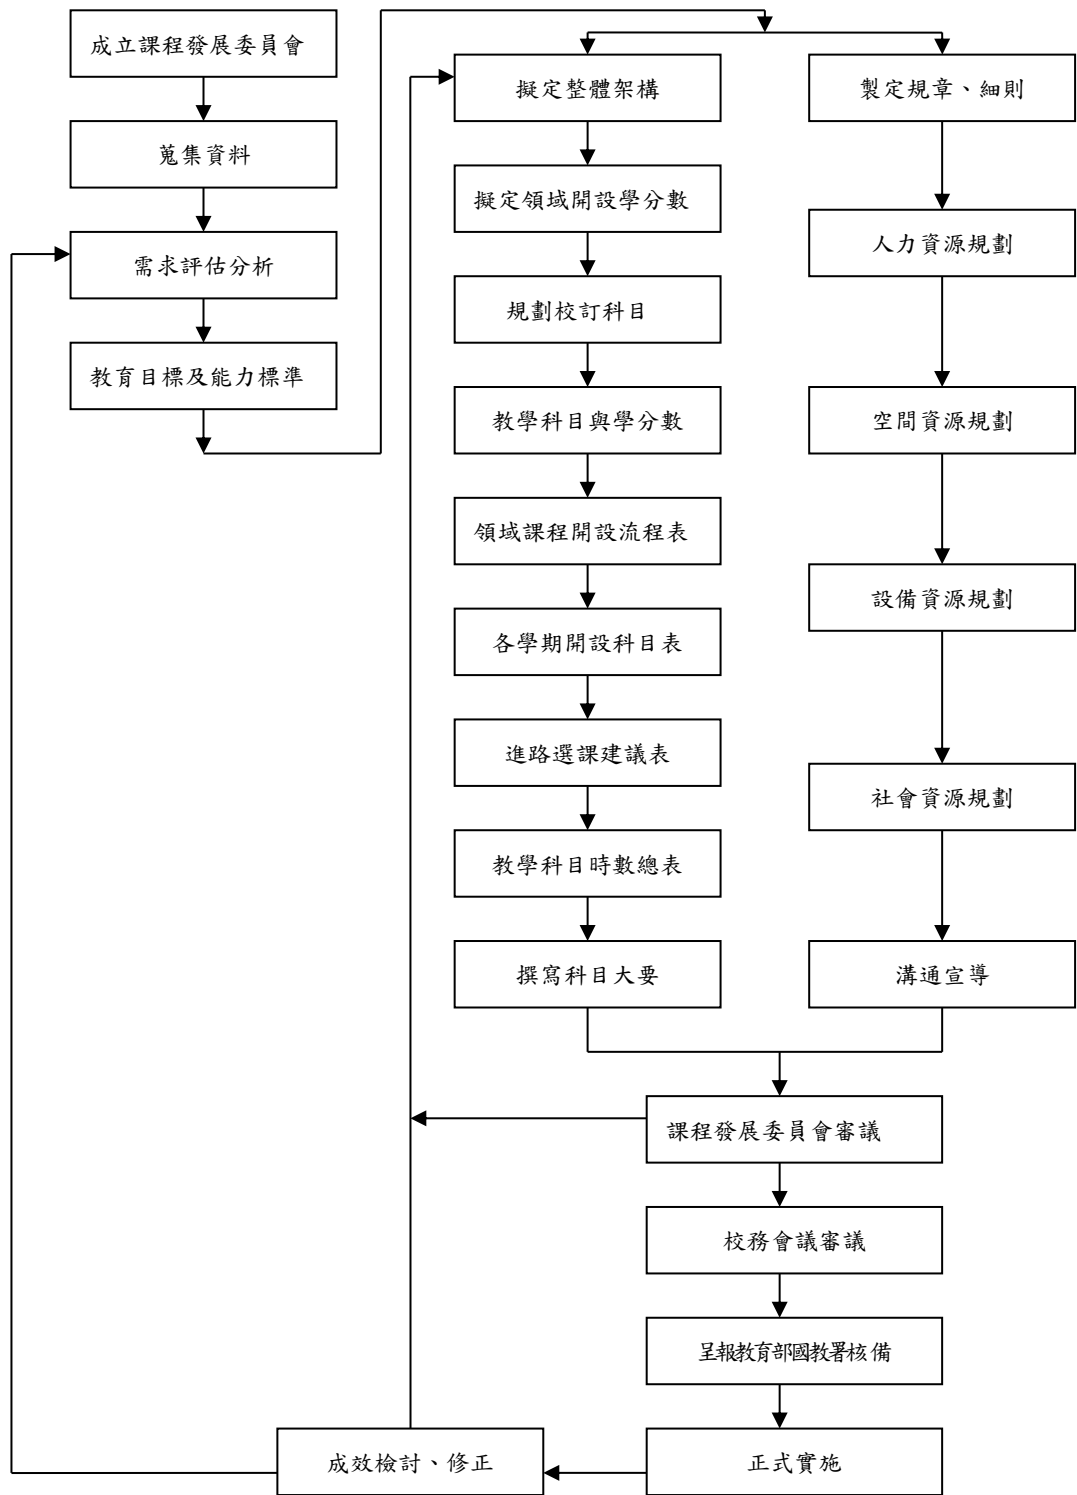 成立課程發展委員會
蒐集資料
需求評估分析
教育目標及能力標準
擬定整體架構
擬定領域開設學分數
規劃校訂科目
教學科目與學分數
領域課程開設流程表
各學期開設科目表
進路選課建議表
教學科目時數總表
撰寫科目大要
製定規章、細則
人力資源規劃
空間資源規劃
設備資源規劃
社會資源規劃
溝通宣導
課程發展委員會審議
校務會議審議
呈報教育部國教署核備
正式實施
成效檢討、修正